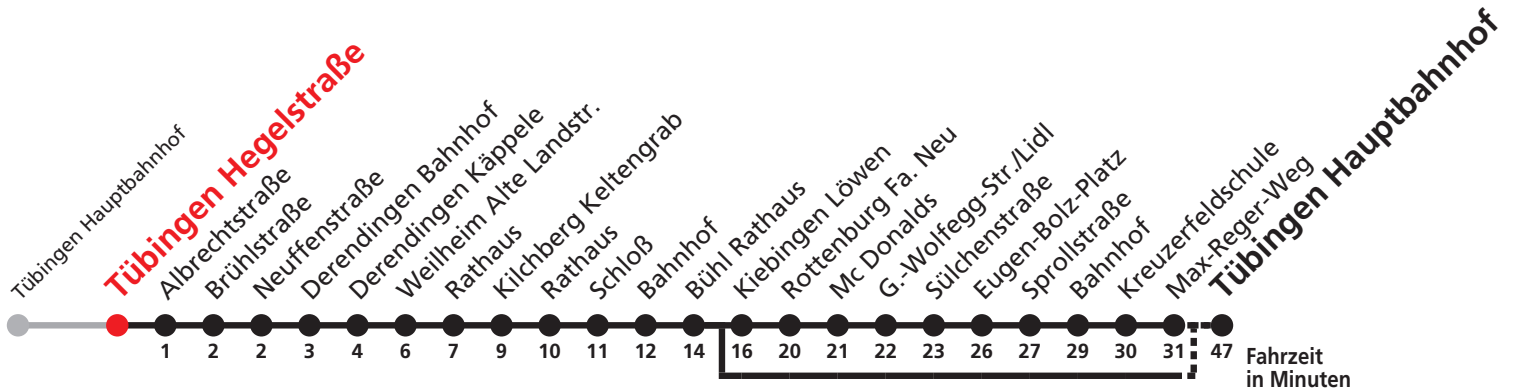 Tübingen Hauptbahnhof
Tübingen Hegelstraße
Albrechtstraße
Brühlstraße
Neuffenstraße
Derendingen Bahnhof
Derendingen Käppele
Weilheim Alte Landstr.
Rathaus
Kilchberg Keltengrab
Rathaus
Schloß
Bahnhof
Bühl Rathaus
Kiebingen Löwen
Rottenburg Fa. Neu
Mc Donalds
G.-Wolfegg-Str./Lidl
Sülchenstraße
Eugen-Bolz-Platz
Sprollstraße
Bahnhof
Kreuzerfeldschule
Max-Reger-Weg
Tübingen Hauptbahnhof
1 2 2 3 4 6 7 9 10 11 12 14 16 20 21 22 23 26 27 29 30 31 47
Fahrzeit
in Minuten